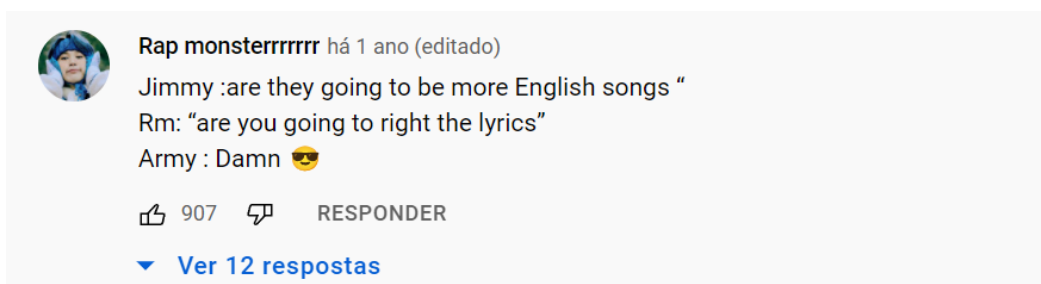 Rap monsterrrrrrr há 1 ano (editado)
Jimmy :are they going to be more English songs “
Rm: “are you going to right the lyrics”
Army : Damn 😎
907 RESPONDER
Ver 12 respostas